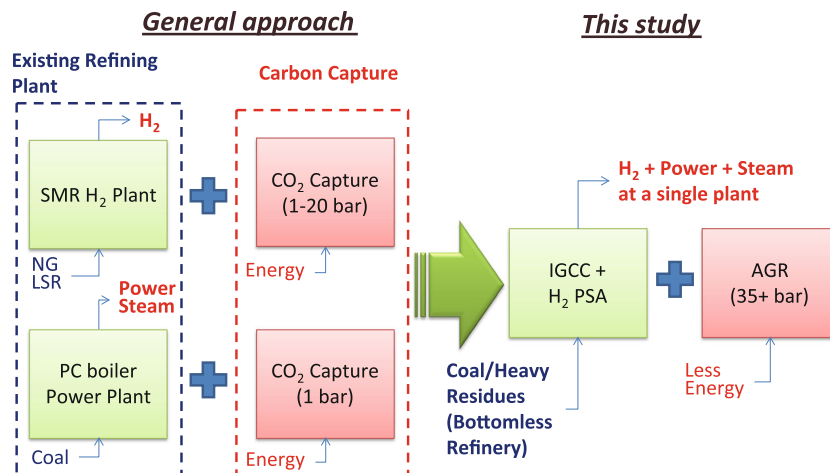 General approach
This study
Existing Refining
Plant
Carbon Capture
H₂
SMR H₂ Plant
NG
LSR
CO₂ Capture
(1-20 bar)
Energy
Power
Steam
PC boiler
Power Plant
Coal
CO₂ Capture
(1 bar)
Energy
H₂ + Power + Steam
at a single plant
IGCC +
H₂ PSA
AGR
(35+ bar)
Coal/Heavy
Residues
(Bottomless
Refinery)
Less
Energy